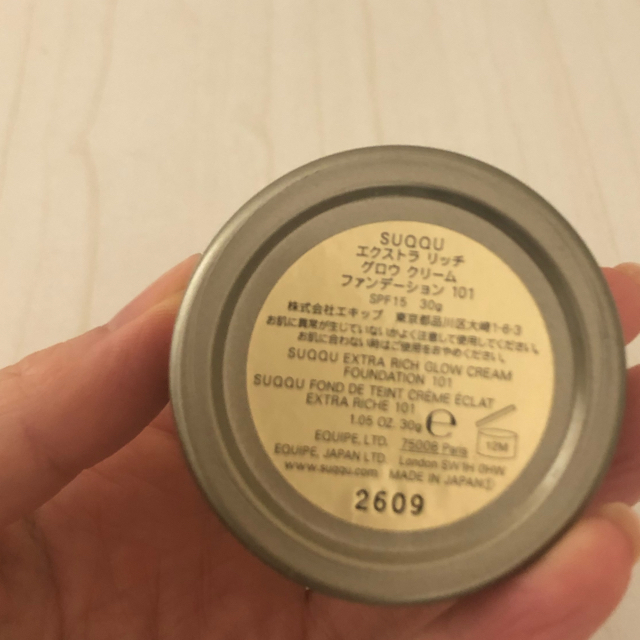 SUQQU
エクストラ リッチ
グロウ クリーム
ファンデーション 101
SPF15 30g
株式会社エキップ 東京都品川区大崎1-6-3
お肌に異常が生じていないかよく注意して使用してください。
お肌に合わない時はご使用をおやめください。
SUQQU EXTRA RICH GLOW CREAM
FOUNDATION 101
SUQQU FOND DE TEINT CRÈME ÉCLAT
EXTRA RICHE 101
1.05 OZ. 30g e
12M
EQUIPE, LTD. 75008 Paris
EQUIPE, JAPAN LTD London SW1H 0HW
www.suqqu.com MADE IN JAPAN
2609